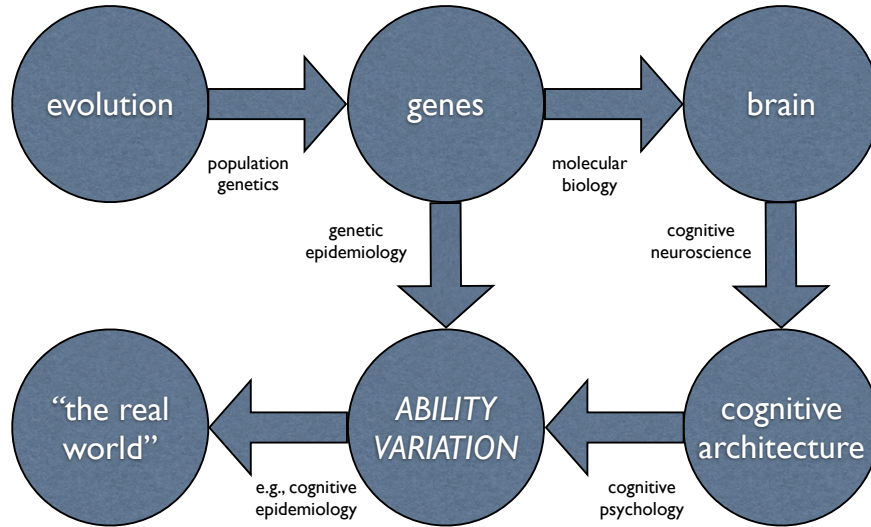 evolution
genes
brain
population
genetics
molecular
biology
genetic
epidemiology
cognitive
neuroscience
“the real
world”
ABILITY
VARIATION
cognitive
architecture
e.g., cognitive
epidemiology
cognitive
psychology